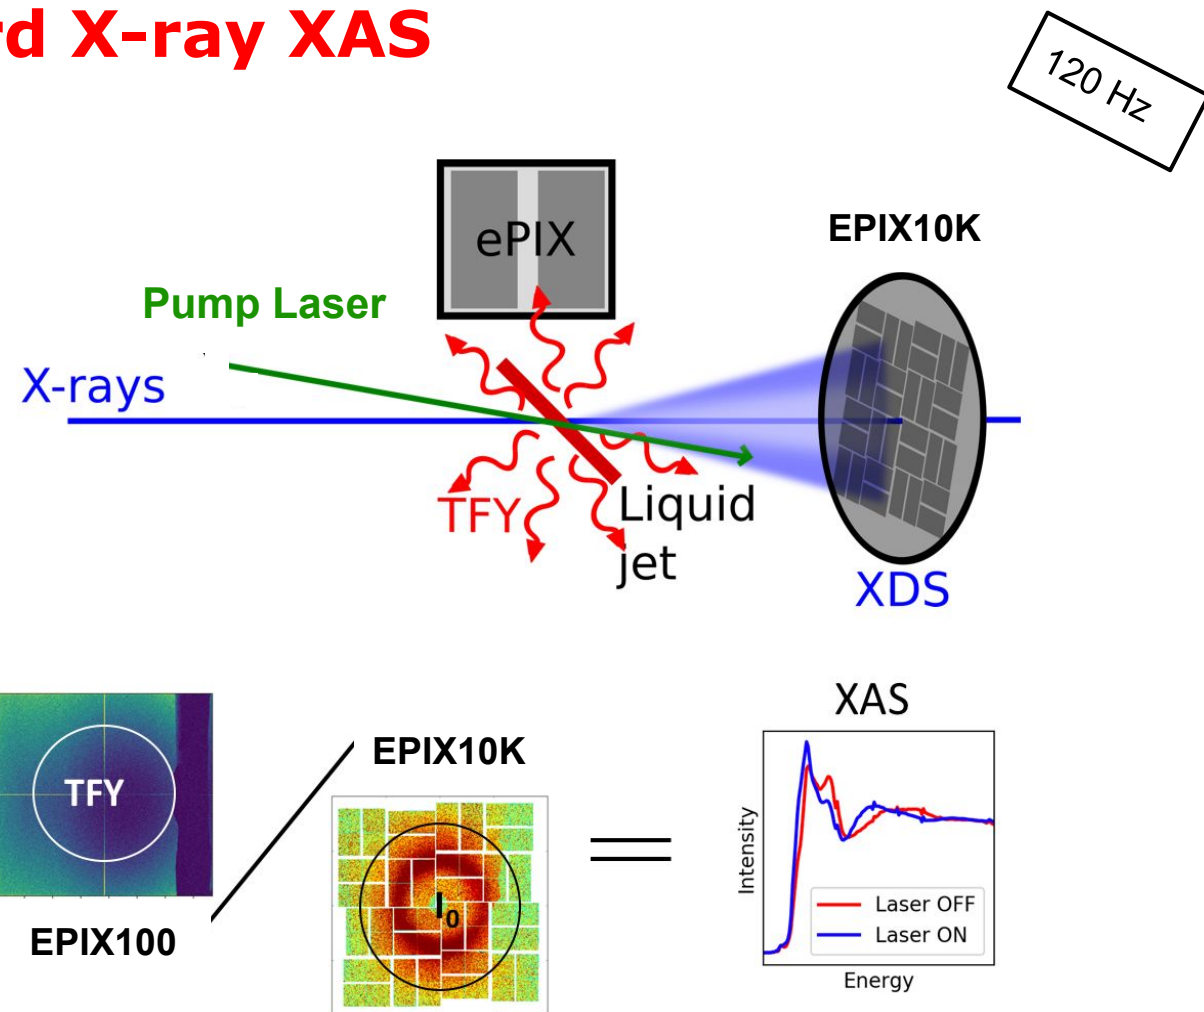 rd X-ray XAS
120 Hz
ePIX
EPIX10K
Pump Laser
X-rays
TFY
Liquid
jet
XDS
TFY
EPIX100
EPIX10K
I0
XAS
Intensity
Laser OFF
Laser ON
Energy